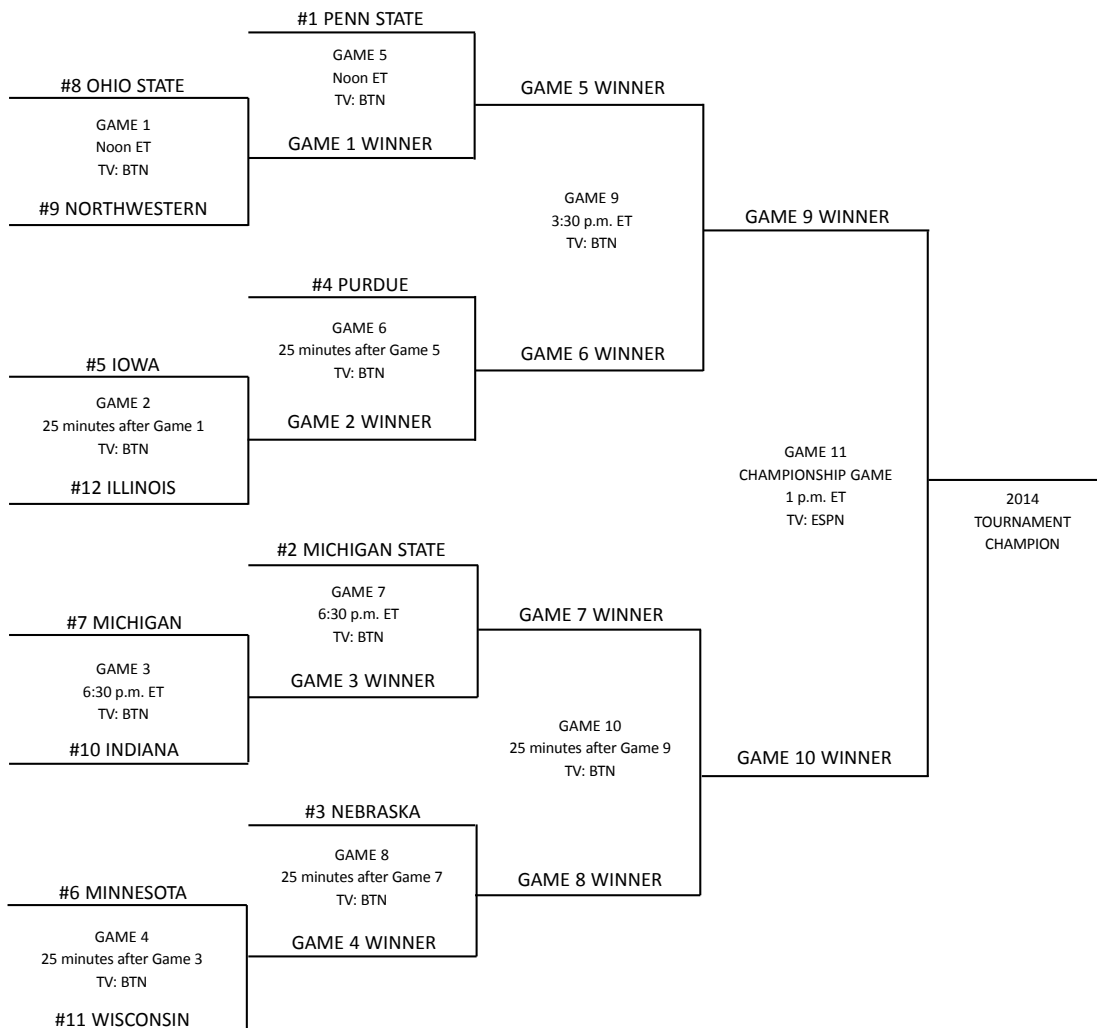 #1 PENN STATE
GAME 5
Noon ET
TV: BTN
#8 OHIO STATE
GAME 5 WINNER
GAME 1
Noon ET
TV: BTN
GAME 1 WINNER
#9 NORTHWESTERN
GAME 9
3:30 p.m. ET
TV: BTN
GAME 9 WINNER
#4 PURDUE
GAME 6
25 minutes after Game 5
TV: BTN
GAME 6 WINNER
#5 IOWA
GAME 2
25 minutes after Game 1
TV: BTN
GAME 2 WINNER
#12 ILLINOIS
GAME 11
CHAMPIONSHIP GAME
1 p.m. ET
TV: ESPN
2014
TOURNAMENT
CHAMPION
#2 MICHIGAN STATE
GAME 7
6:30 p.m. ET
TV: BTN
GAME 7 WINNER
#7 MICHIGAN
GAME 3
6:30 p.m. ET
TV: BTN
GAME 3 WINNER
#10 INDIANA
GAME 10
25 minutes after Game 9
TV: BTN
GAME 10 WINNER
#3 NEBRASKA
GAME 8
25 minutes after Game 7
TV: BTN
GAME 8 WINNER
#6 MINNESOTA
GAME 4
25 minutes after Game 3
TV: BTN
GAME 4 WINNER
#11 WISCONSIN